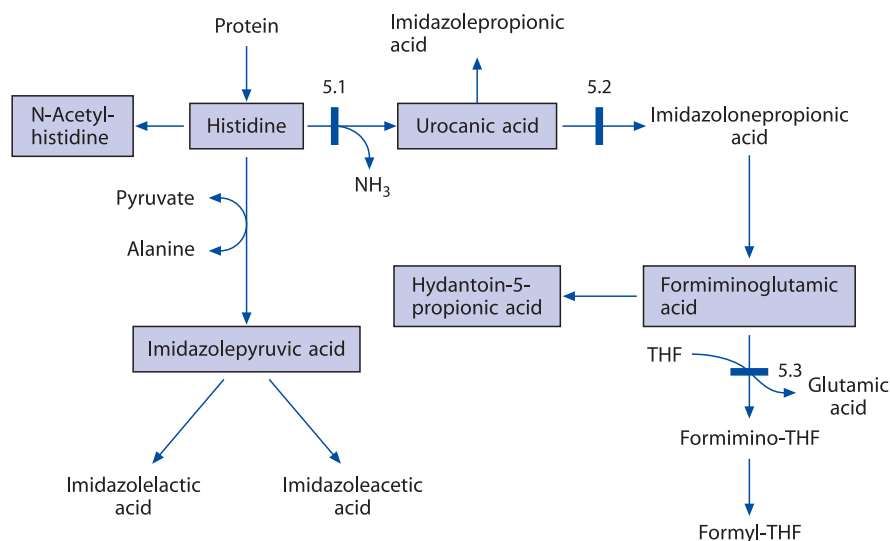 Protein
Imidazolepropionic
acid
5.1
5.2
N-Acetyl-
histidine
Histidine
Urocanic acid
Imidazolonepropionic
acid
NH3
Pyruvate
Alanine
Hydantoin-5-
propionic acid
Formiminoglutamic
acid
Imidazolepyruvic acid
THF
5.3
Glutamic
acid
Formimino-THF
Imidazolelactic
acid
Imidazoleacetic
acid
Formyl-THF